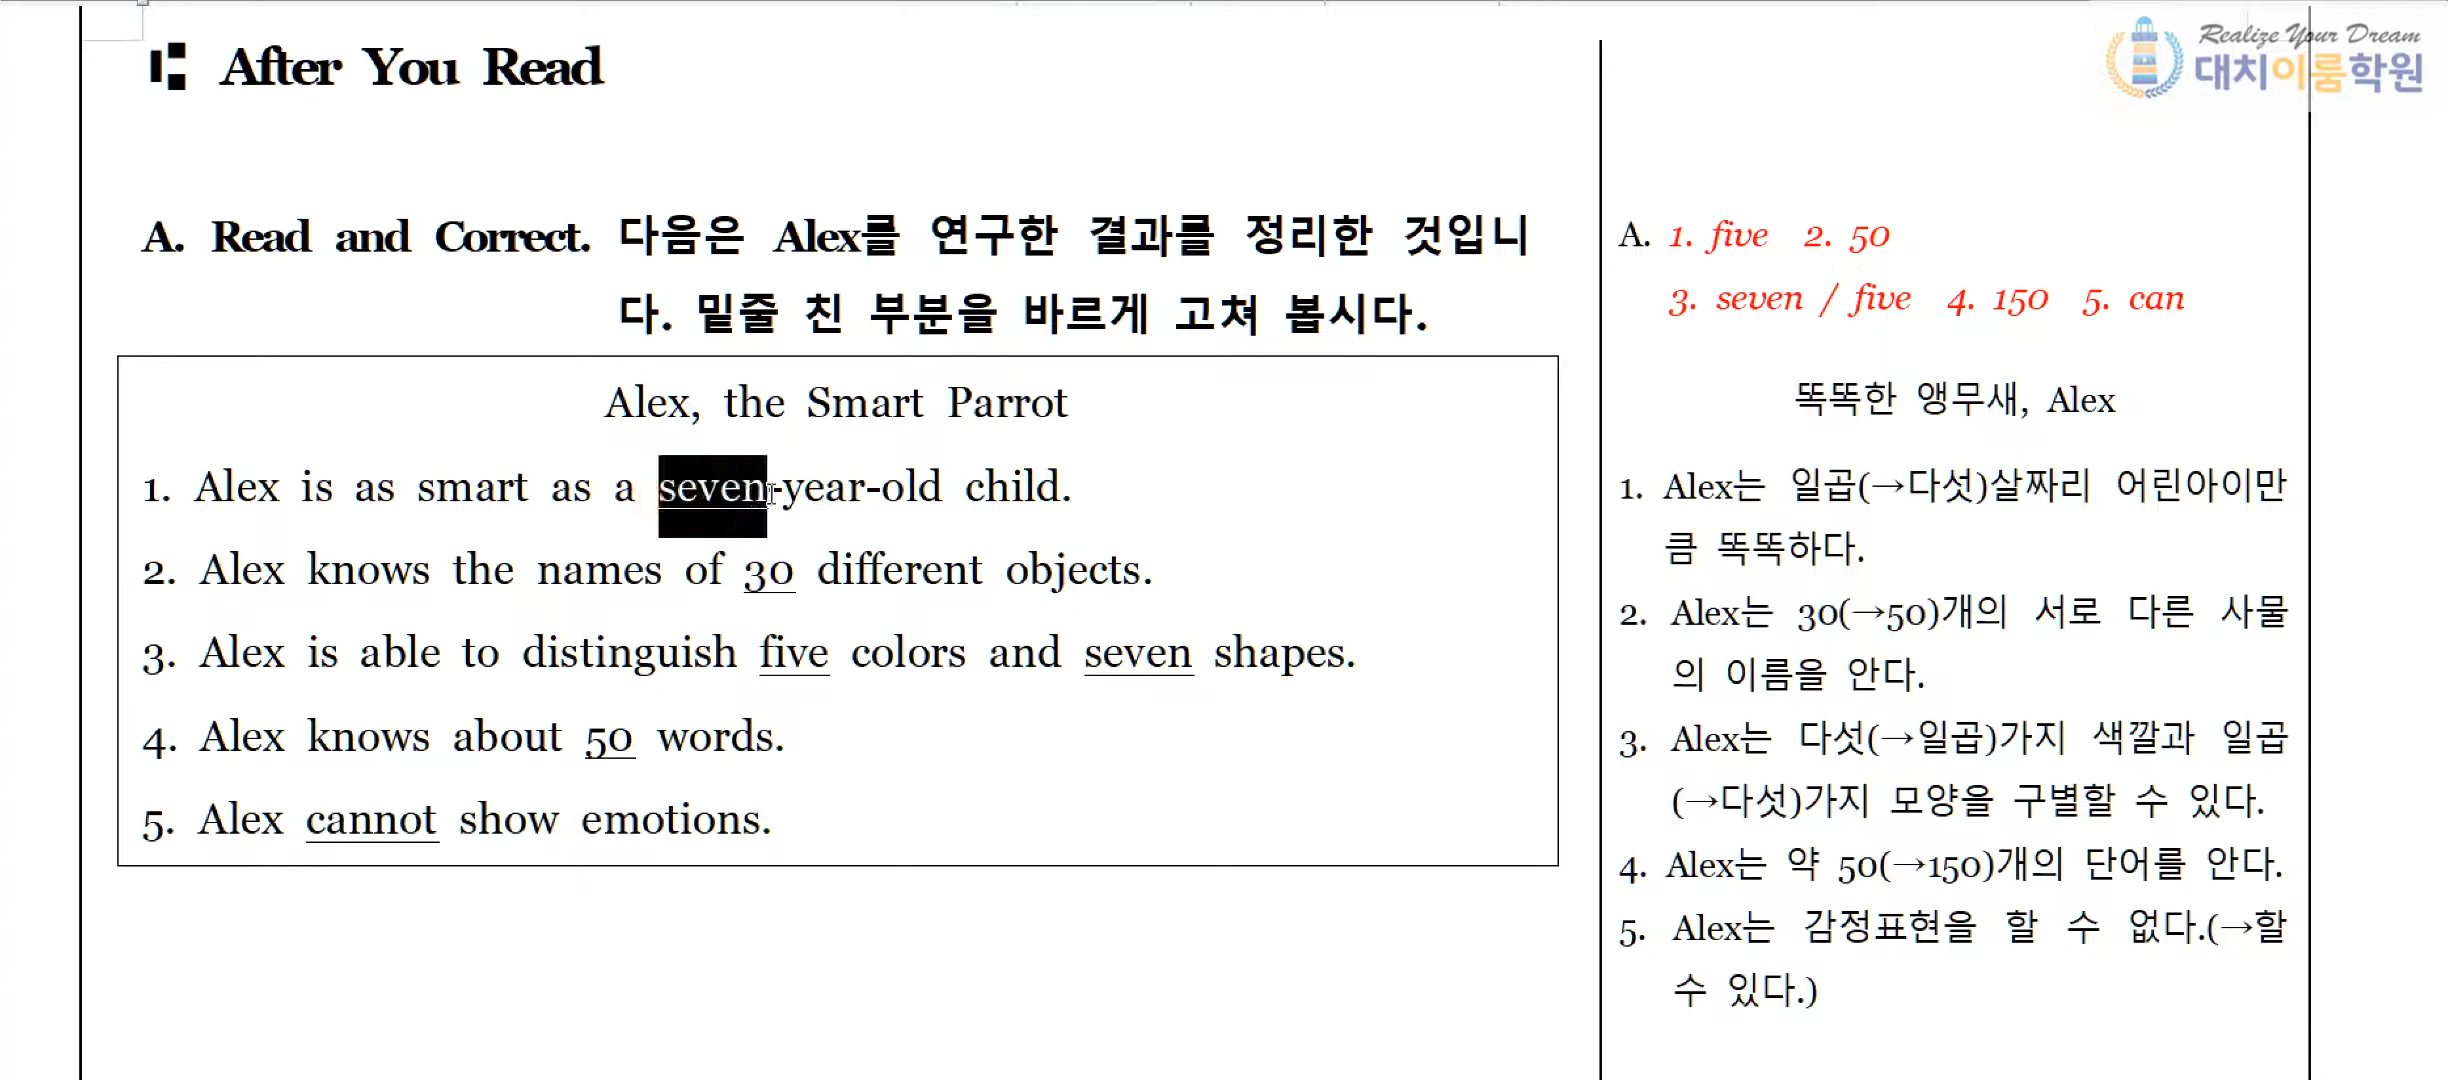 Realize Your Dream
대치이룸학원
After You Read
A. Read and Correct. 다음은 Alex를 연구한 결과를 정리한 것입니
다. 밑줄 친 부분을 바르게 고쳐 봅시다.
Alex, the Smart Parrot
1. Alex is as smart as a seven-year-old child.
2. Alex knows the names of 30 different objects.
3. Alex is able to distinguish five colors and seven shapes.
4. Alex knows about 50 words.
5. Alex cannot show emotions.
A. 1. five 2. 50
3. seven / five 4. 150 5. can
똑똑한 앵무새, Alex
1. Alex는 일곱(→다섯)살짜리 어린아이만
큼 똑똑하다.
2. Alex는 30(→50)개의 서로 다른 사물
의 이름을 안다.
3. Alex는 다섯(→일곱)가지 색깔과 일곱
(→다섯)가지 모양을 구별할 수 있다.
4. Alex는 약 50(→150)개의 단어를 안다.
5. Alex는 감정표현을 할 수 없다.(→할
수 있다.)